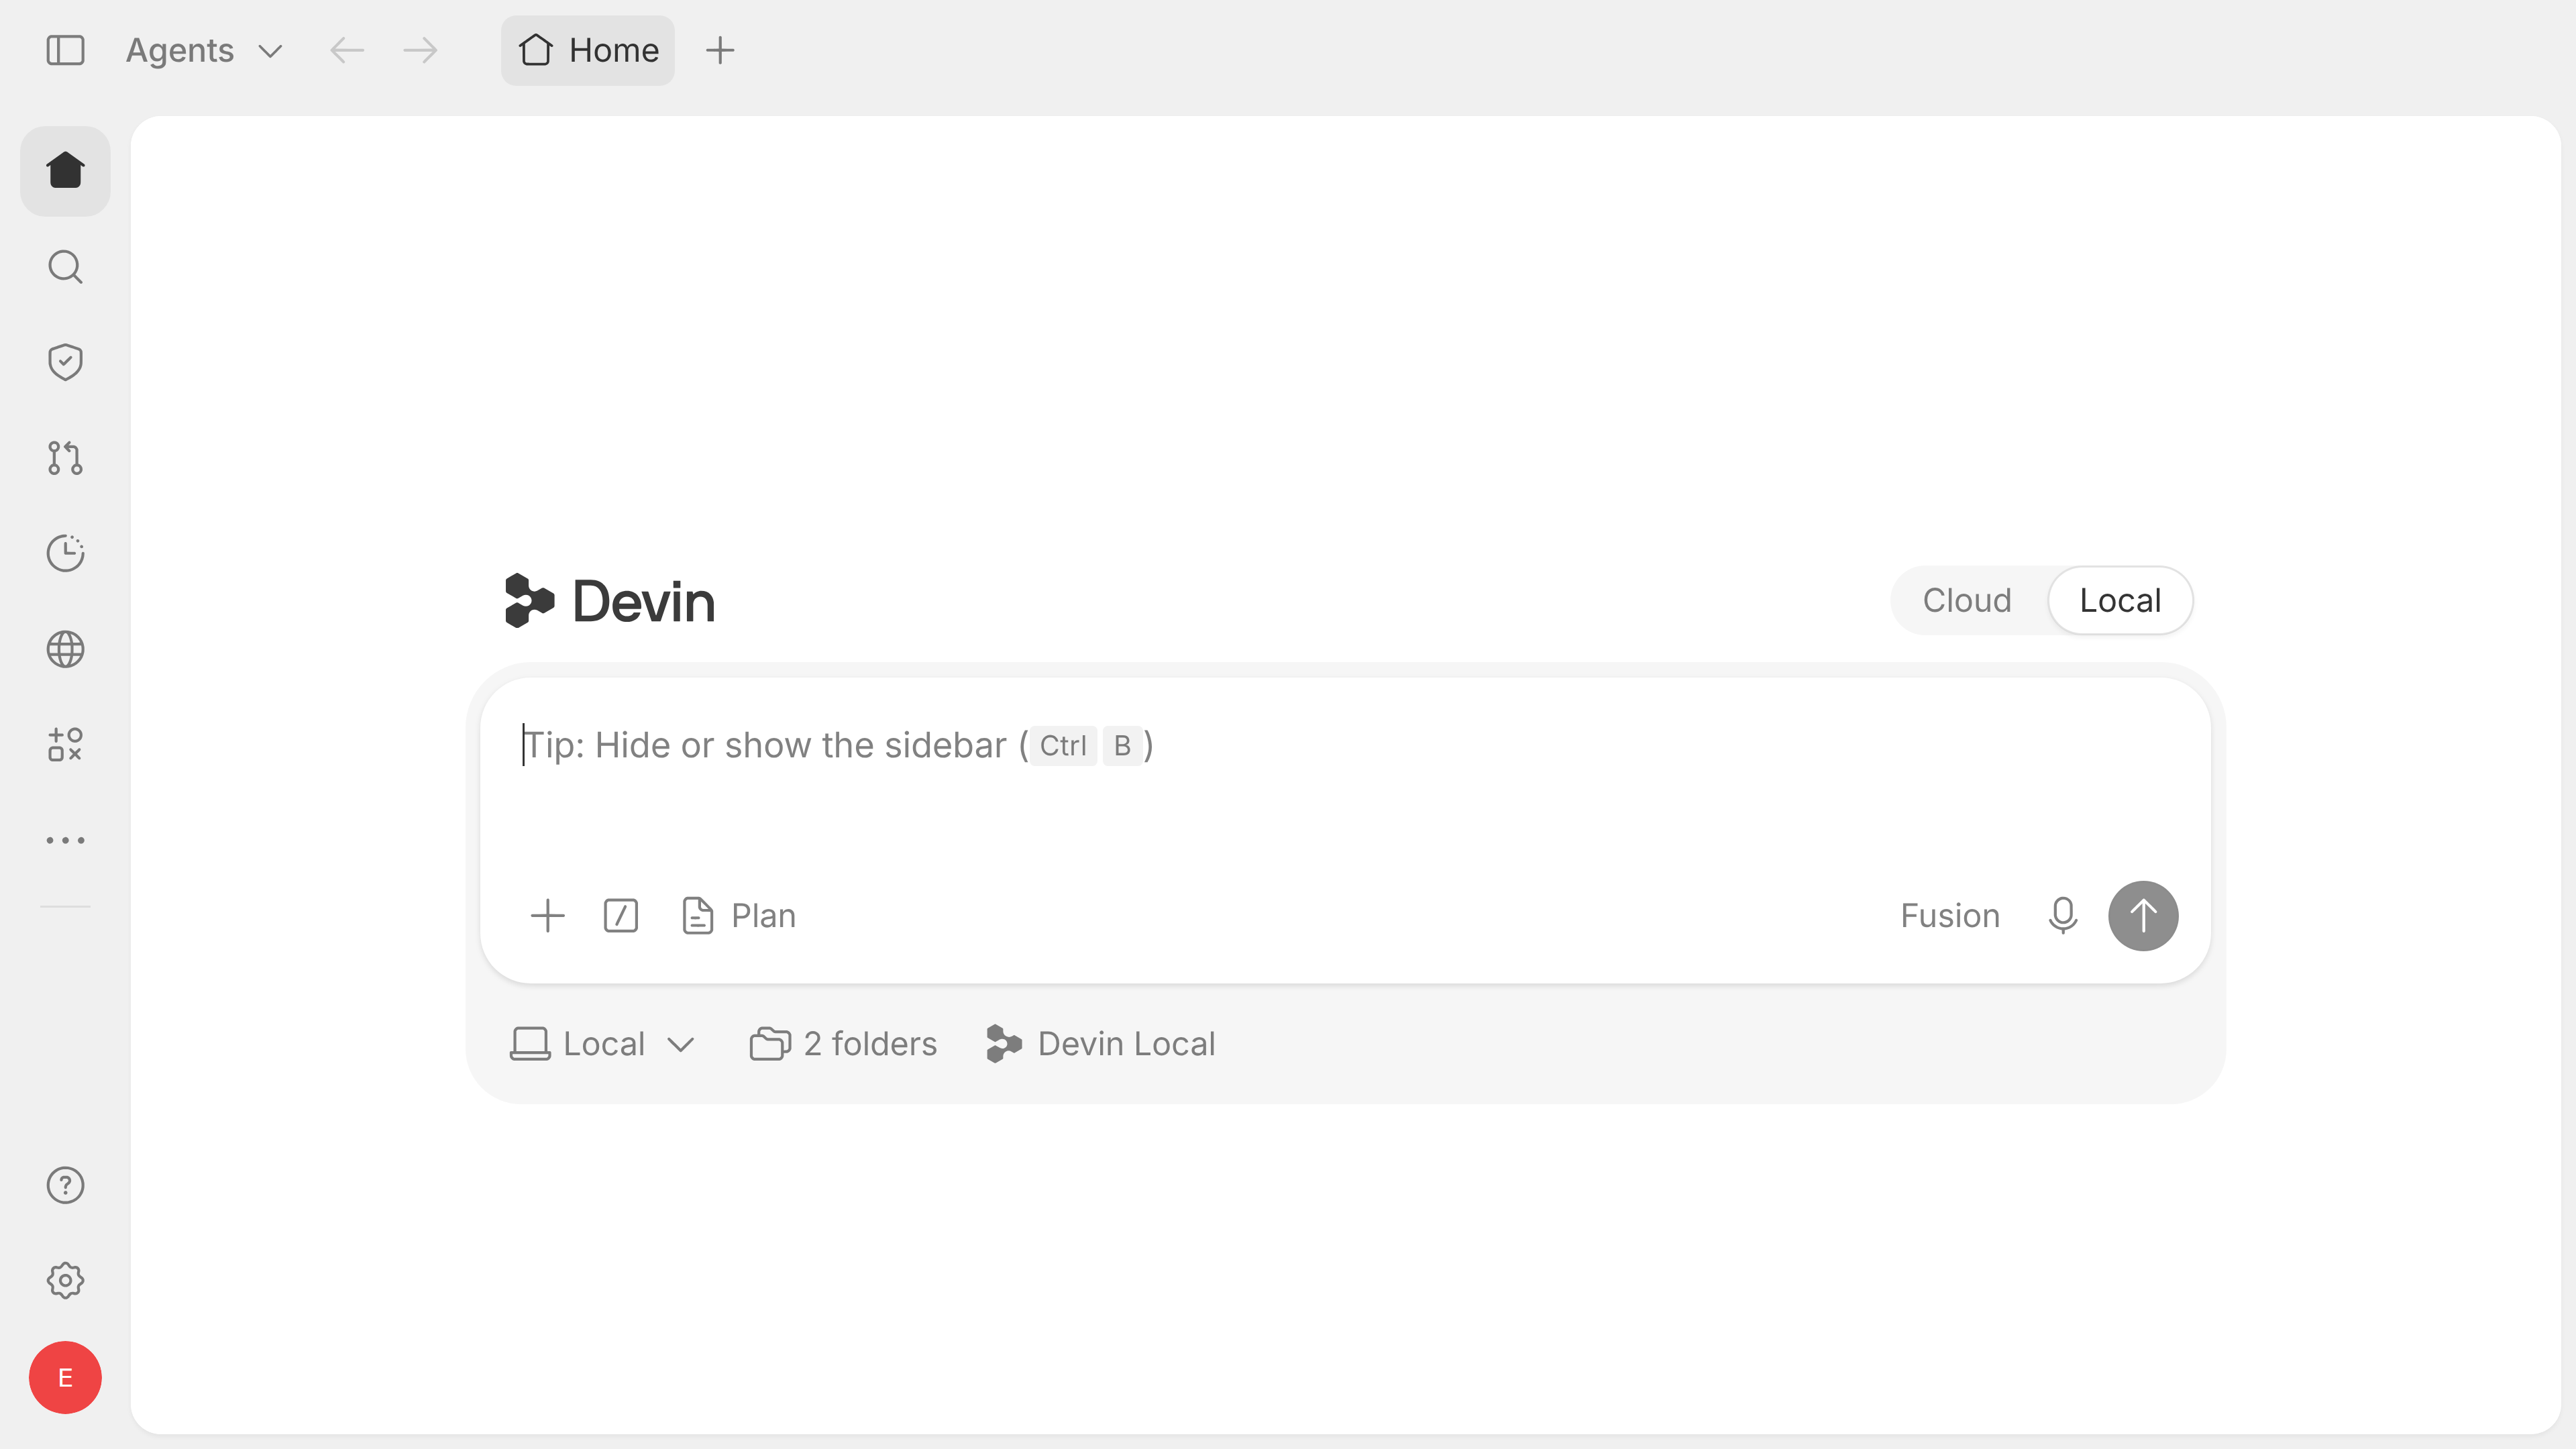 Agents
Home
Devin
Cloud Local
Tip: Hide or show the sidebar (Ctrl B)
Plan
Fusion
Local
2 folders
Devin Local
E